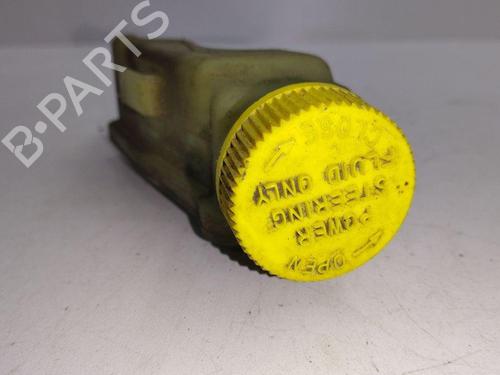 B-PARTS
OPEN
POWER
STEERING
FLUID ONLY
CLOSE